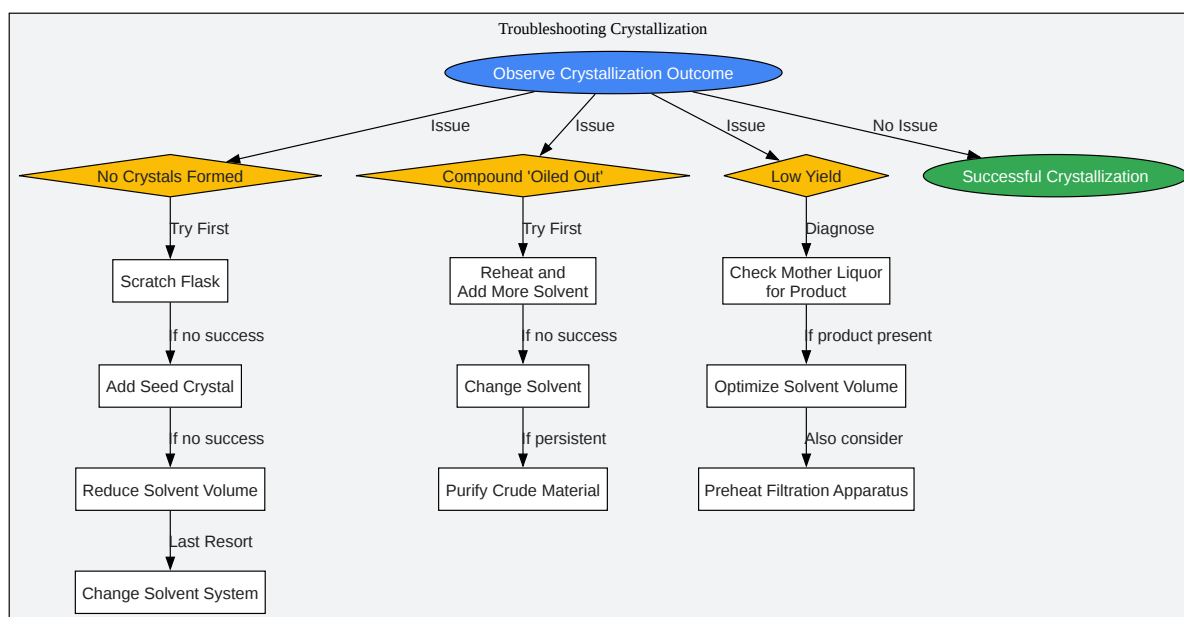 Troubleshooting Crystallization
Observe Crystallization Outcome
Issue
Issue
Issue
No Issue
No Crystals Formed
Compound 'Oiled Out'
Low Yield
Successful Crystallization
Try First
Try First
Diagnose
Scratch Flask
Reheat and
Add More Solvent
Check Mother Liquor
for Product
If no success
If no success
If product present
Add Seed Crystal
Change Solvent
Optimize Solvent Volume
If no success
If persistent
Also consider
Reduce Solvent Volume
Purify Crude Material
Preheat Filtration Apparatus
Last Resort
Change Solvent System